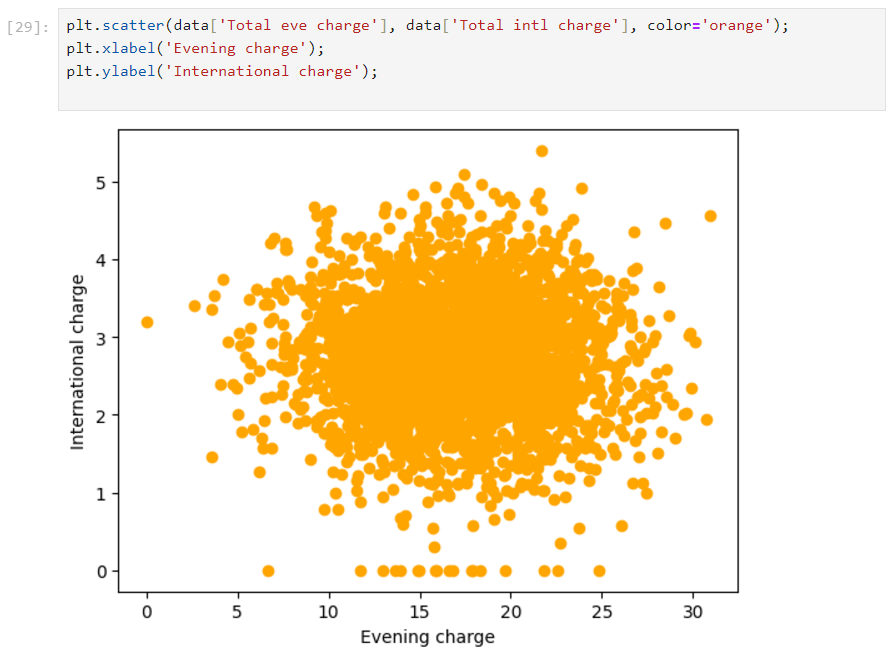 [29]: plt.scatter(data['Total eve charge'], data['Total intl charge'], color='orange');
plt.xlabel('Evening charge');
plt.ylabel('International charge');
5
4
3
2
1
0
International charge
0 5 10 15 20 25 30
Evening charge